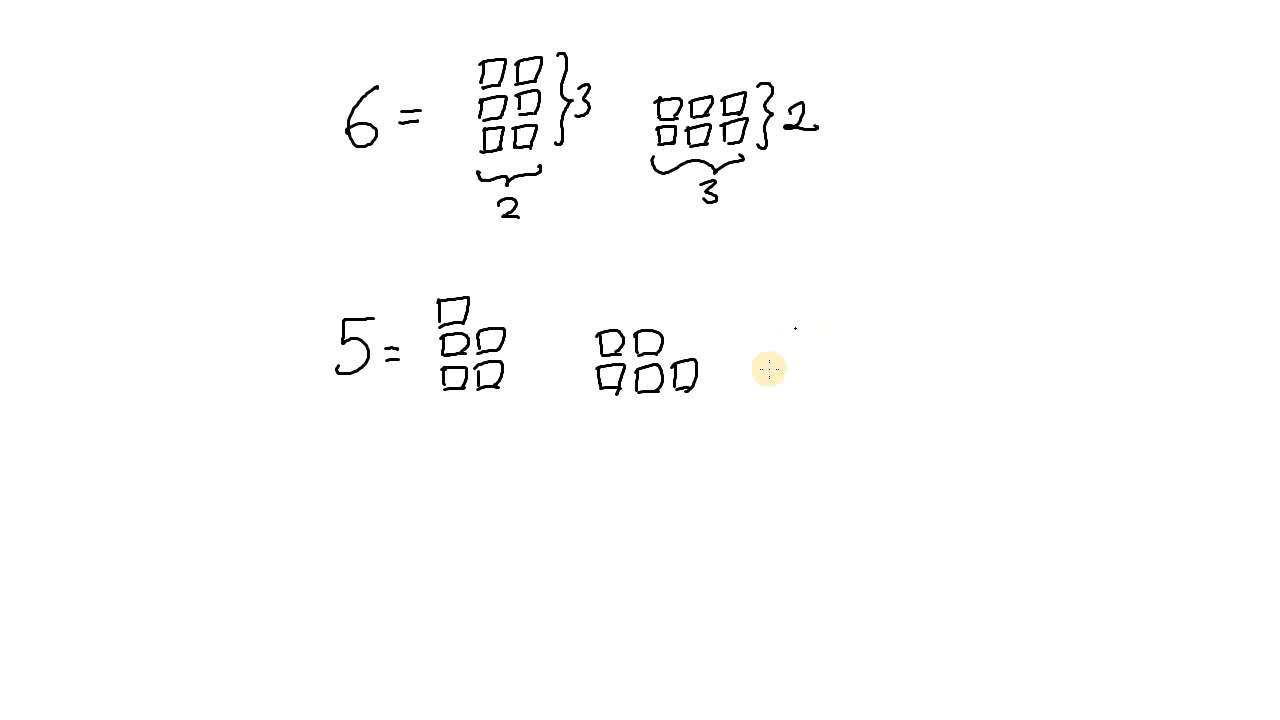 6 = 3 2
2 3
5 =